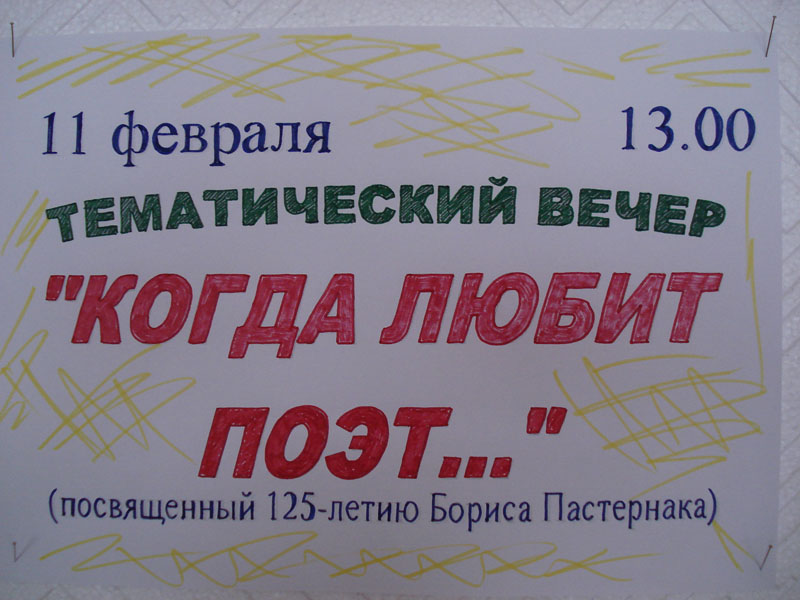 11 февраля 13.00
ТЕМАТИЧЕСКИЙ ВЕЧЕР
"КОГДА ЛЮБИТ
ПОЭТ..."
(посвященный 125-летию Бориса Пастернака)